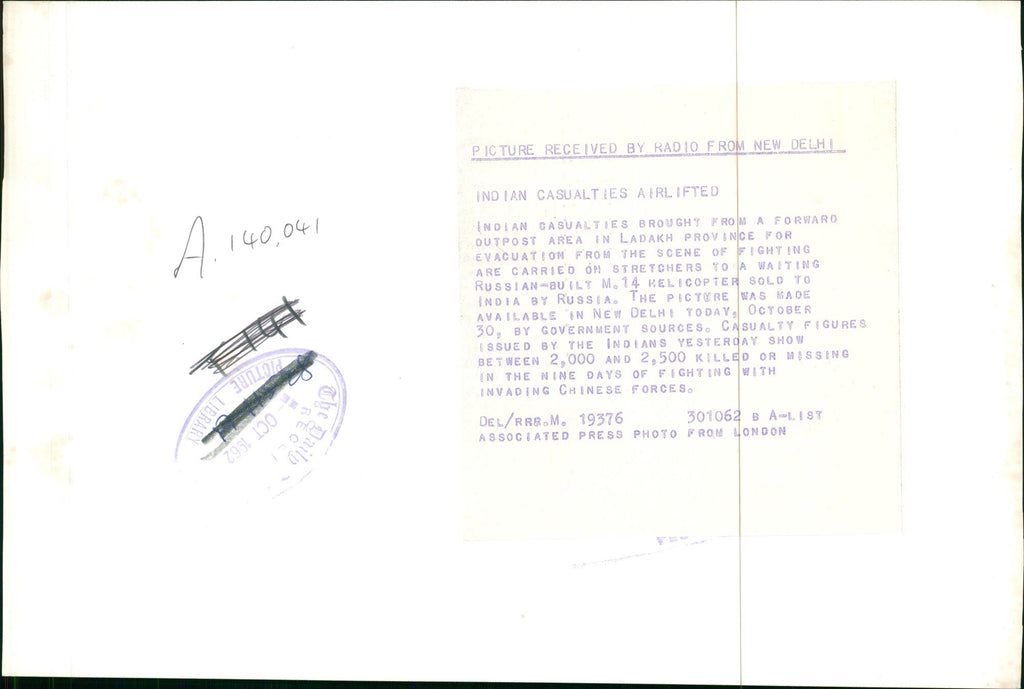 PICTURE RECEIVED BY RADIO FROM NEW DELHI
INDIAN CASUALTIES AIRLIFTED
INDIAN CASUALTIES BROUGHT FROM A FORWARD
OUTPOST AREA IN LADAKH PROVINCE FOR
EVACUATION FROM THE SCENE OF FIGHTING
ARE CARRIED ON STRETCHERS TO A WAITING
RUSSIAN-BUILT M.14 HELICOPTER SOLD TO
INDIA BY RUSSIA. THE PICTURE WAS MADE
AVAILABLE IN NEW DELHI TODAY, OCTOBER
30, BY GOVERNMENT SOURCES. CASUALTY FIGURES
ISSUED BY THE INDIANS YESTERDAY SHOW
BETWEEN 2,000 AND 2,500 KILLED OR MISSING
IN THE NINE DAYS OF FIGHTING WITH
INVADING CHINESE FORCES.
DEL/RRB.M. 19376 301062 B A-LIST
ASSOCIATED PRESS PHOTO FROM LONDON
A. 140,041
PICTURE LIBRARY
OCT 1962
The Daily